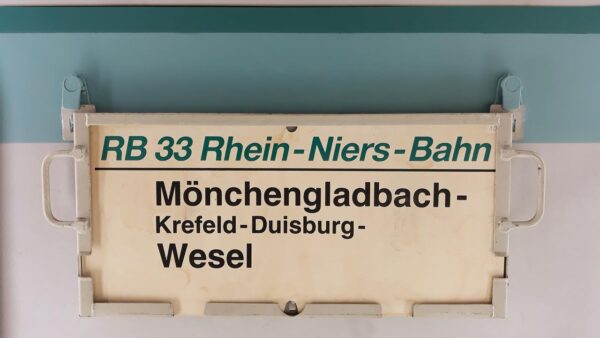 RB 33 Rhein-Niers-Bahn
Mönchengladbach-
Krefeld-Duisburg-
Wesel